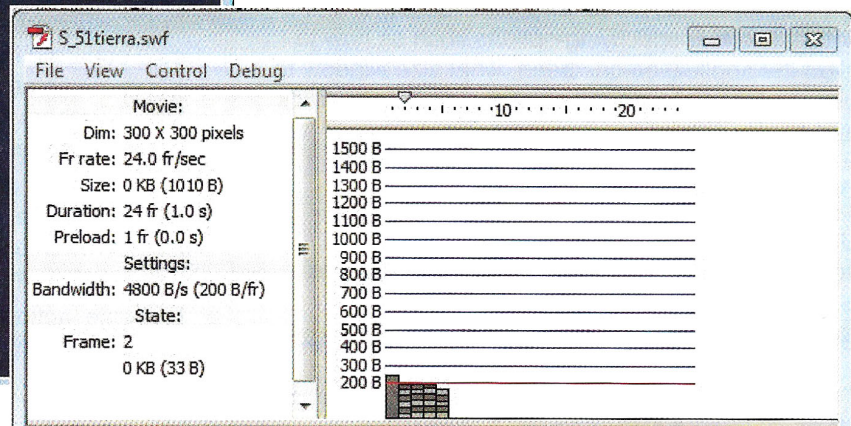 S_51tierra.swf
File View Control Debug
Movie:
Dim: 300 X 300 pixels
Fr rate: 24.0 fr/sec
Size: 0 KB (1010 B)
Duration: 24 fr (1.0 s)
Preload: 1 fr (0.0 s)
Settings:
Bandwidth: 4800 B/s (200 B/fr)
State:
Frame: 2
0 KB (33 B)
10 20
1500 B
1400 B
1300 B
1200 B
1100 B
1000 B
900 B
800 B
700 B
600 B
500 B
400 B
300 B
200 B